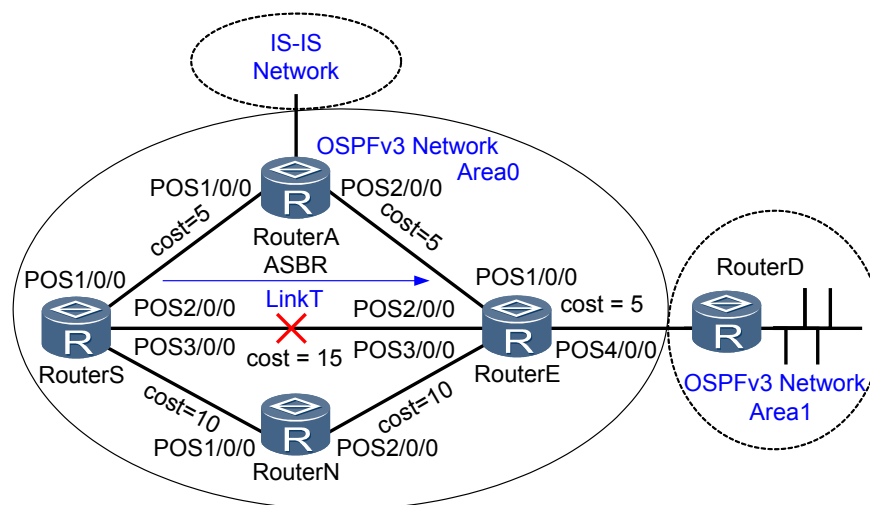 IS-IS
Network
OSPFv3 Network
Area0
POS1/0/0
POS2/0/0
R
cost=5
cost=5
RouterA
ASBR
POS1/0/0
POS1/0/0
RouterD
LinkT
cost = 5
POS2/0/0
POS2/0/0
R
R
R
POS3/0/0
cost = 15
POS3/0/0
POS4/0/0
RouterS
RouterE
OSPFv3 Network
Area1
cost=10
cost=10
R
POS1/0/0
POS2/0/0
RouterN